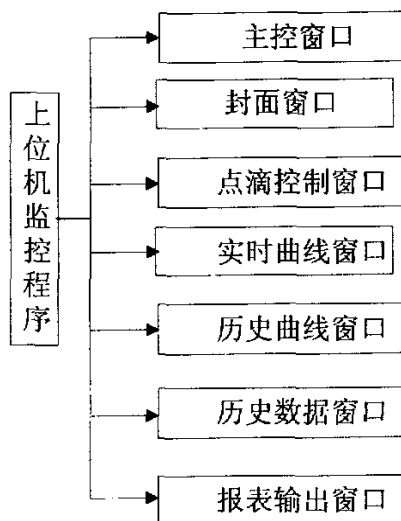 上位机监控程序
主控窗口
封面窗口
点滴控制窗口
实时曲线窗口
历史曲线窗口
历史数据窗口
报表输出窗口